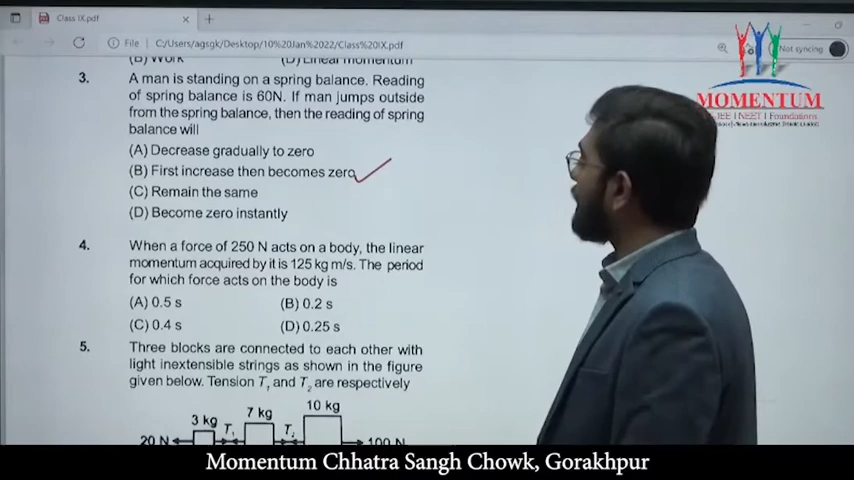 Class IX.pdf
File | C:/Users/agsgk/Desktop/10%20Jan%2022/Class%20IX.pdf
Not syncing
MOMENTUM
JEE | NEET | Foundations
(B) Work (D) Linear momentum
3. A man is standing on a spring balance. Reading
of spring balance is 60N. If man jumps outside
from the spring balance, then the reading of spring
balance will
(A) Decrease gradually to zero
(B) First increase then becomes zero
(C) Remain the same
(D) Become zero instantly
4. When a force of 250 N acts on a body, the linear
momentum acquired by it is 125 kg m/s. The period
for which force acts on the body is
(A) 0.5 s (B) 0.2 s
(C) 0.4 s (D) 0.25 s
5. Three blocks are connected to each other with
light inextensible strings as shown in the figure
given below. Tension T₁ and T₂ are respectively
3 kg 7 kg 10 kg
20 N T₁ T₂ 100 N
Momentum Chhatra Sangh Chowk, Gorakhpur